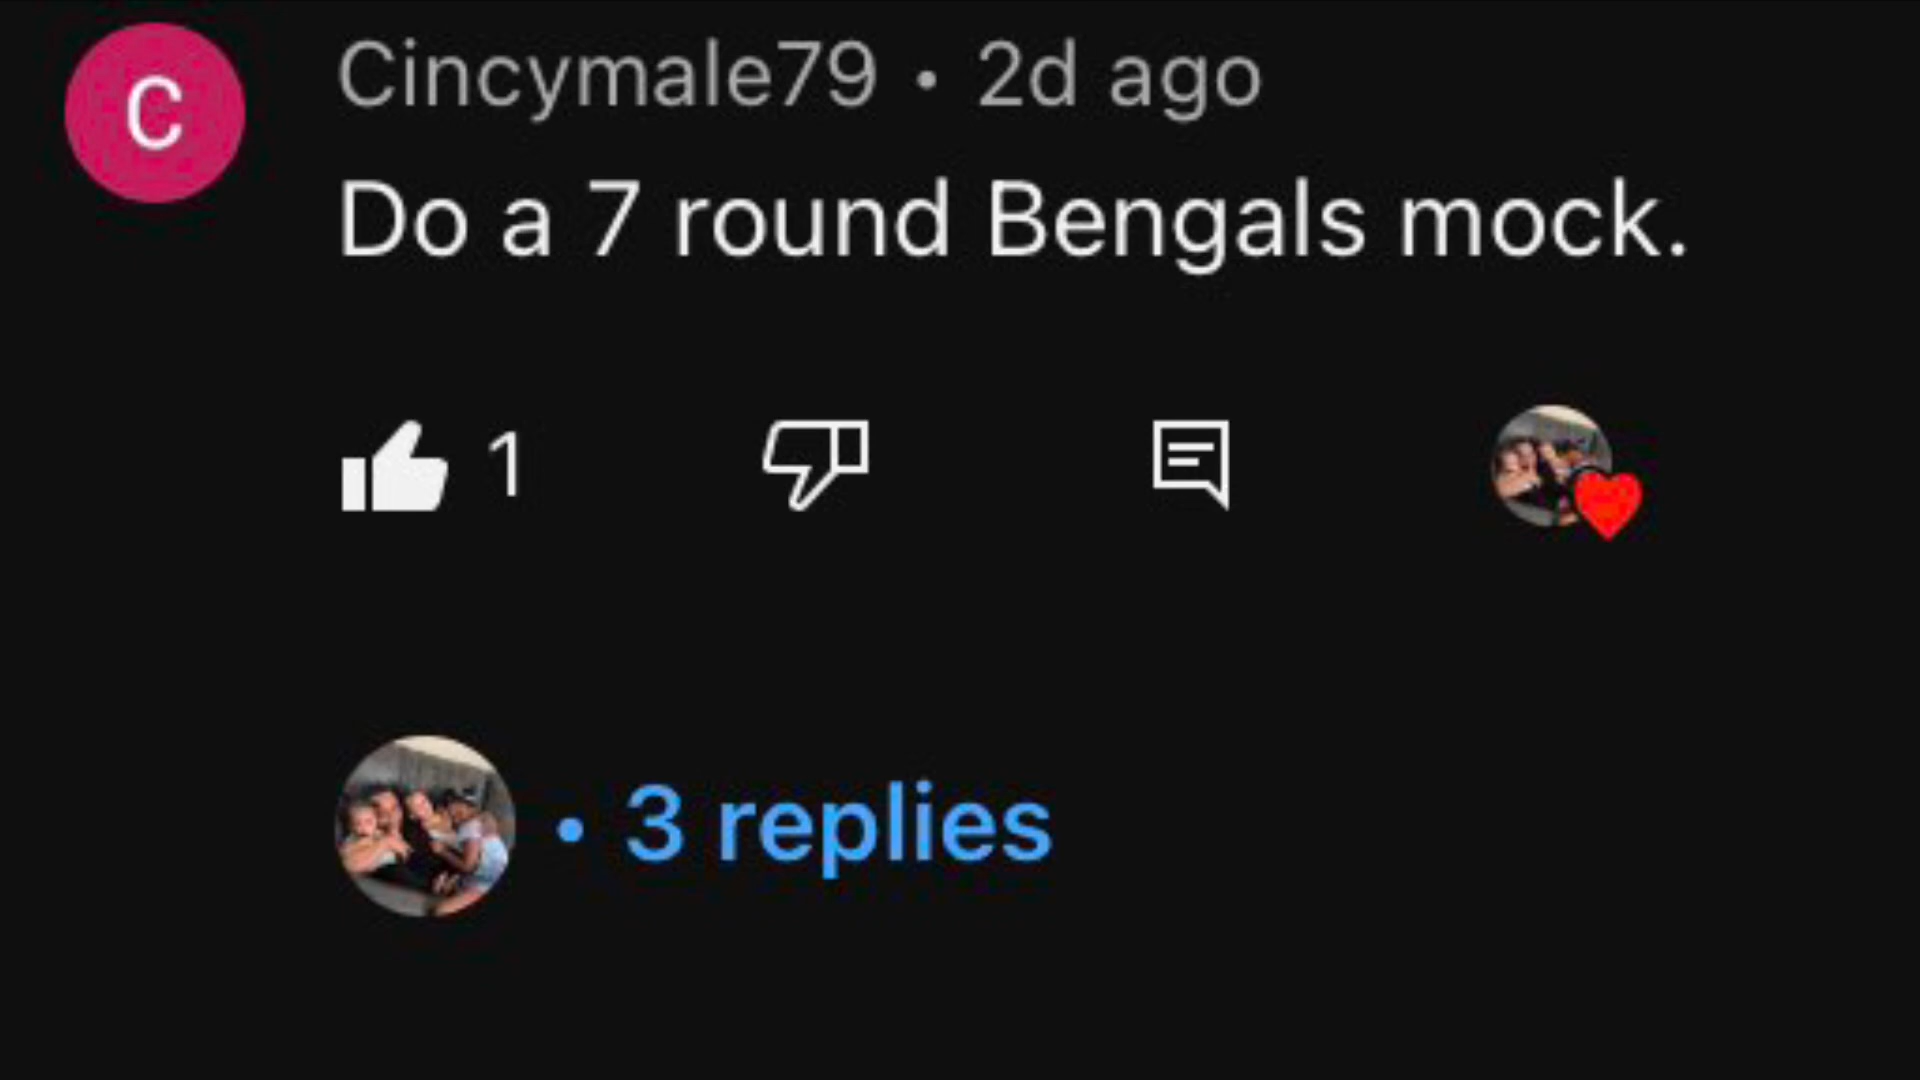 C
Cincymale79 • 2d ago
Do a 7 round Bengals mock.
1
• 3 replies